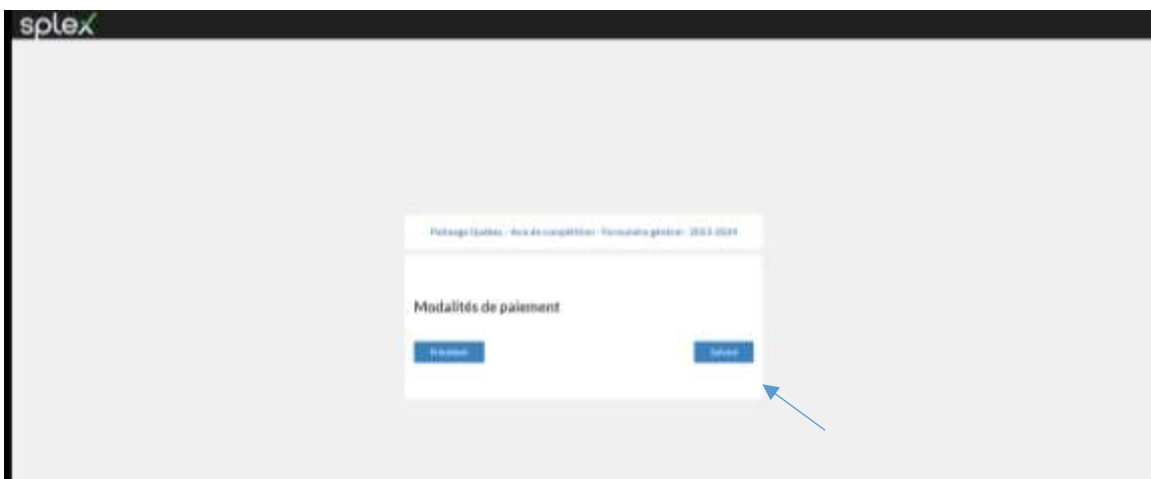 splex
Patinage Québec - Avis de compétition - Formulaire général - 2023-2024
Modalités de paiement
Précédent
Suivant